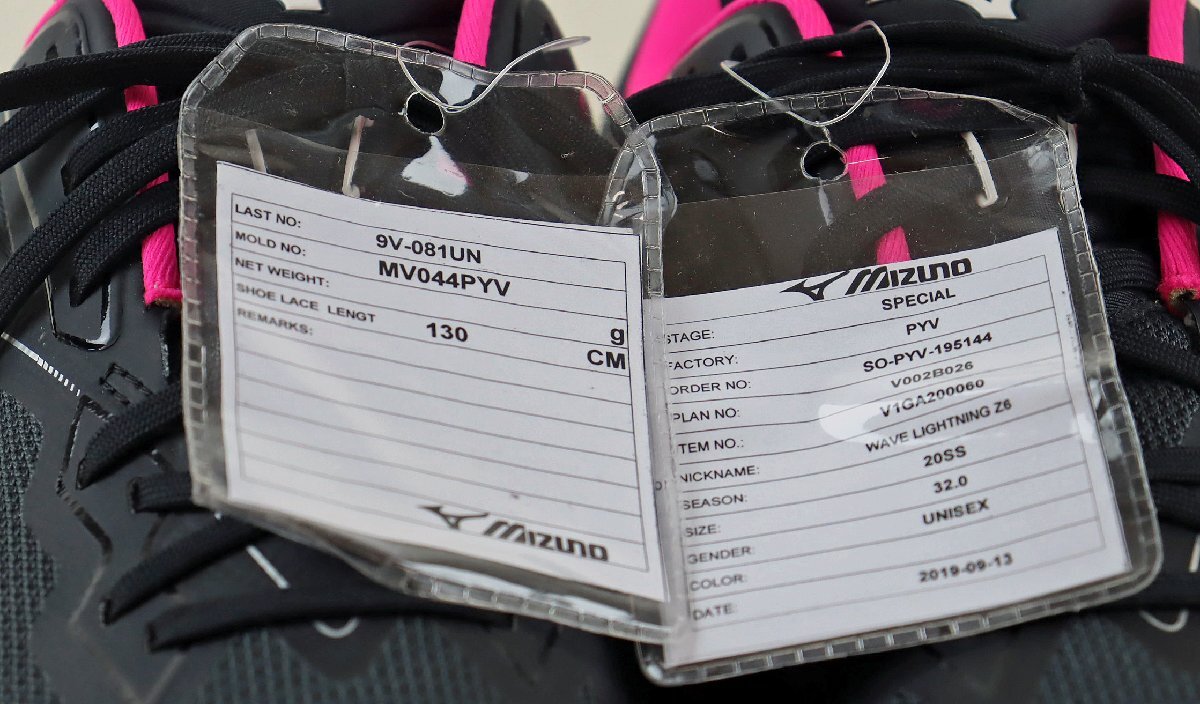 LAST NO: 9V-081UN
MOLD NO: MV044PYV
NET WEIGHT: g
SHOE LACE LENGT 130 CM
REMARKS:
MIZUNO
MIZUNO
STAGE: SPECIAL
FACTORY: PYV
ORDER NO: SO-PYV-195144
PLAN NO: V002B026
ITEM NO.: V1GA200060
NICKNAME: WAVE LIGHTNING Z6
SEASON: 20SS
SIZE: 32.0
GENDER: UNISEX
COLOR:
DATE: 2019-09-13